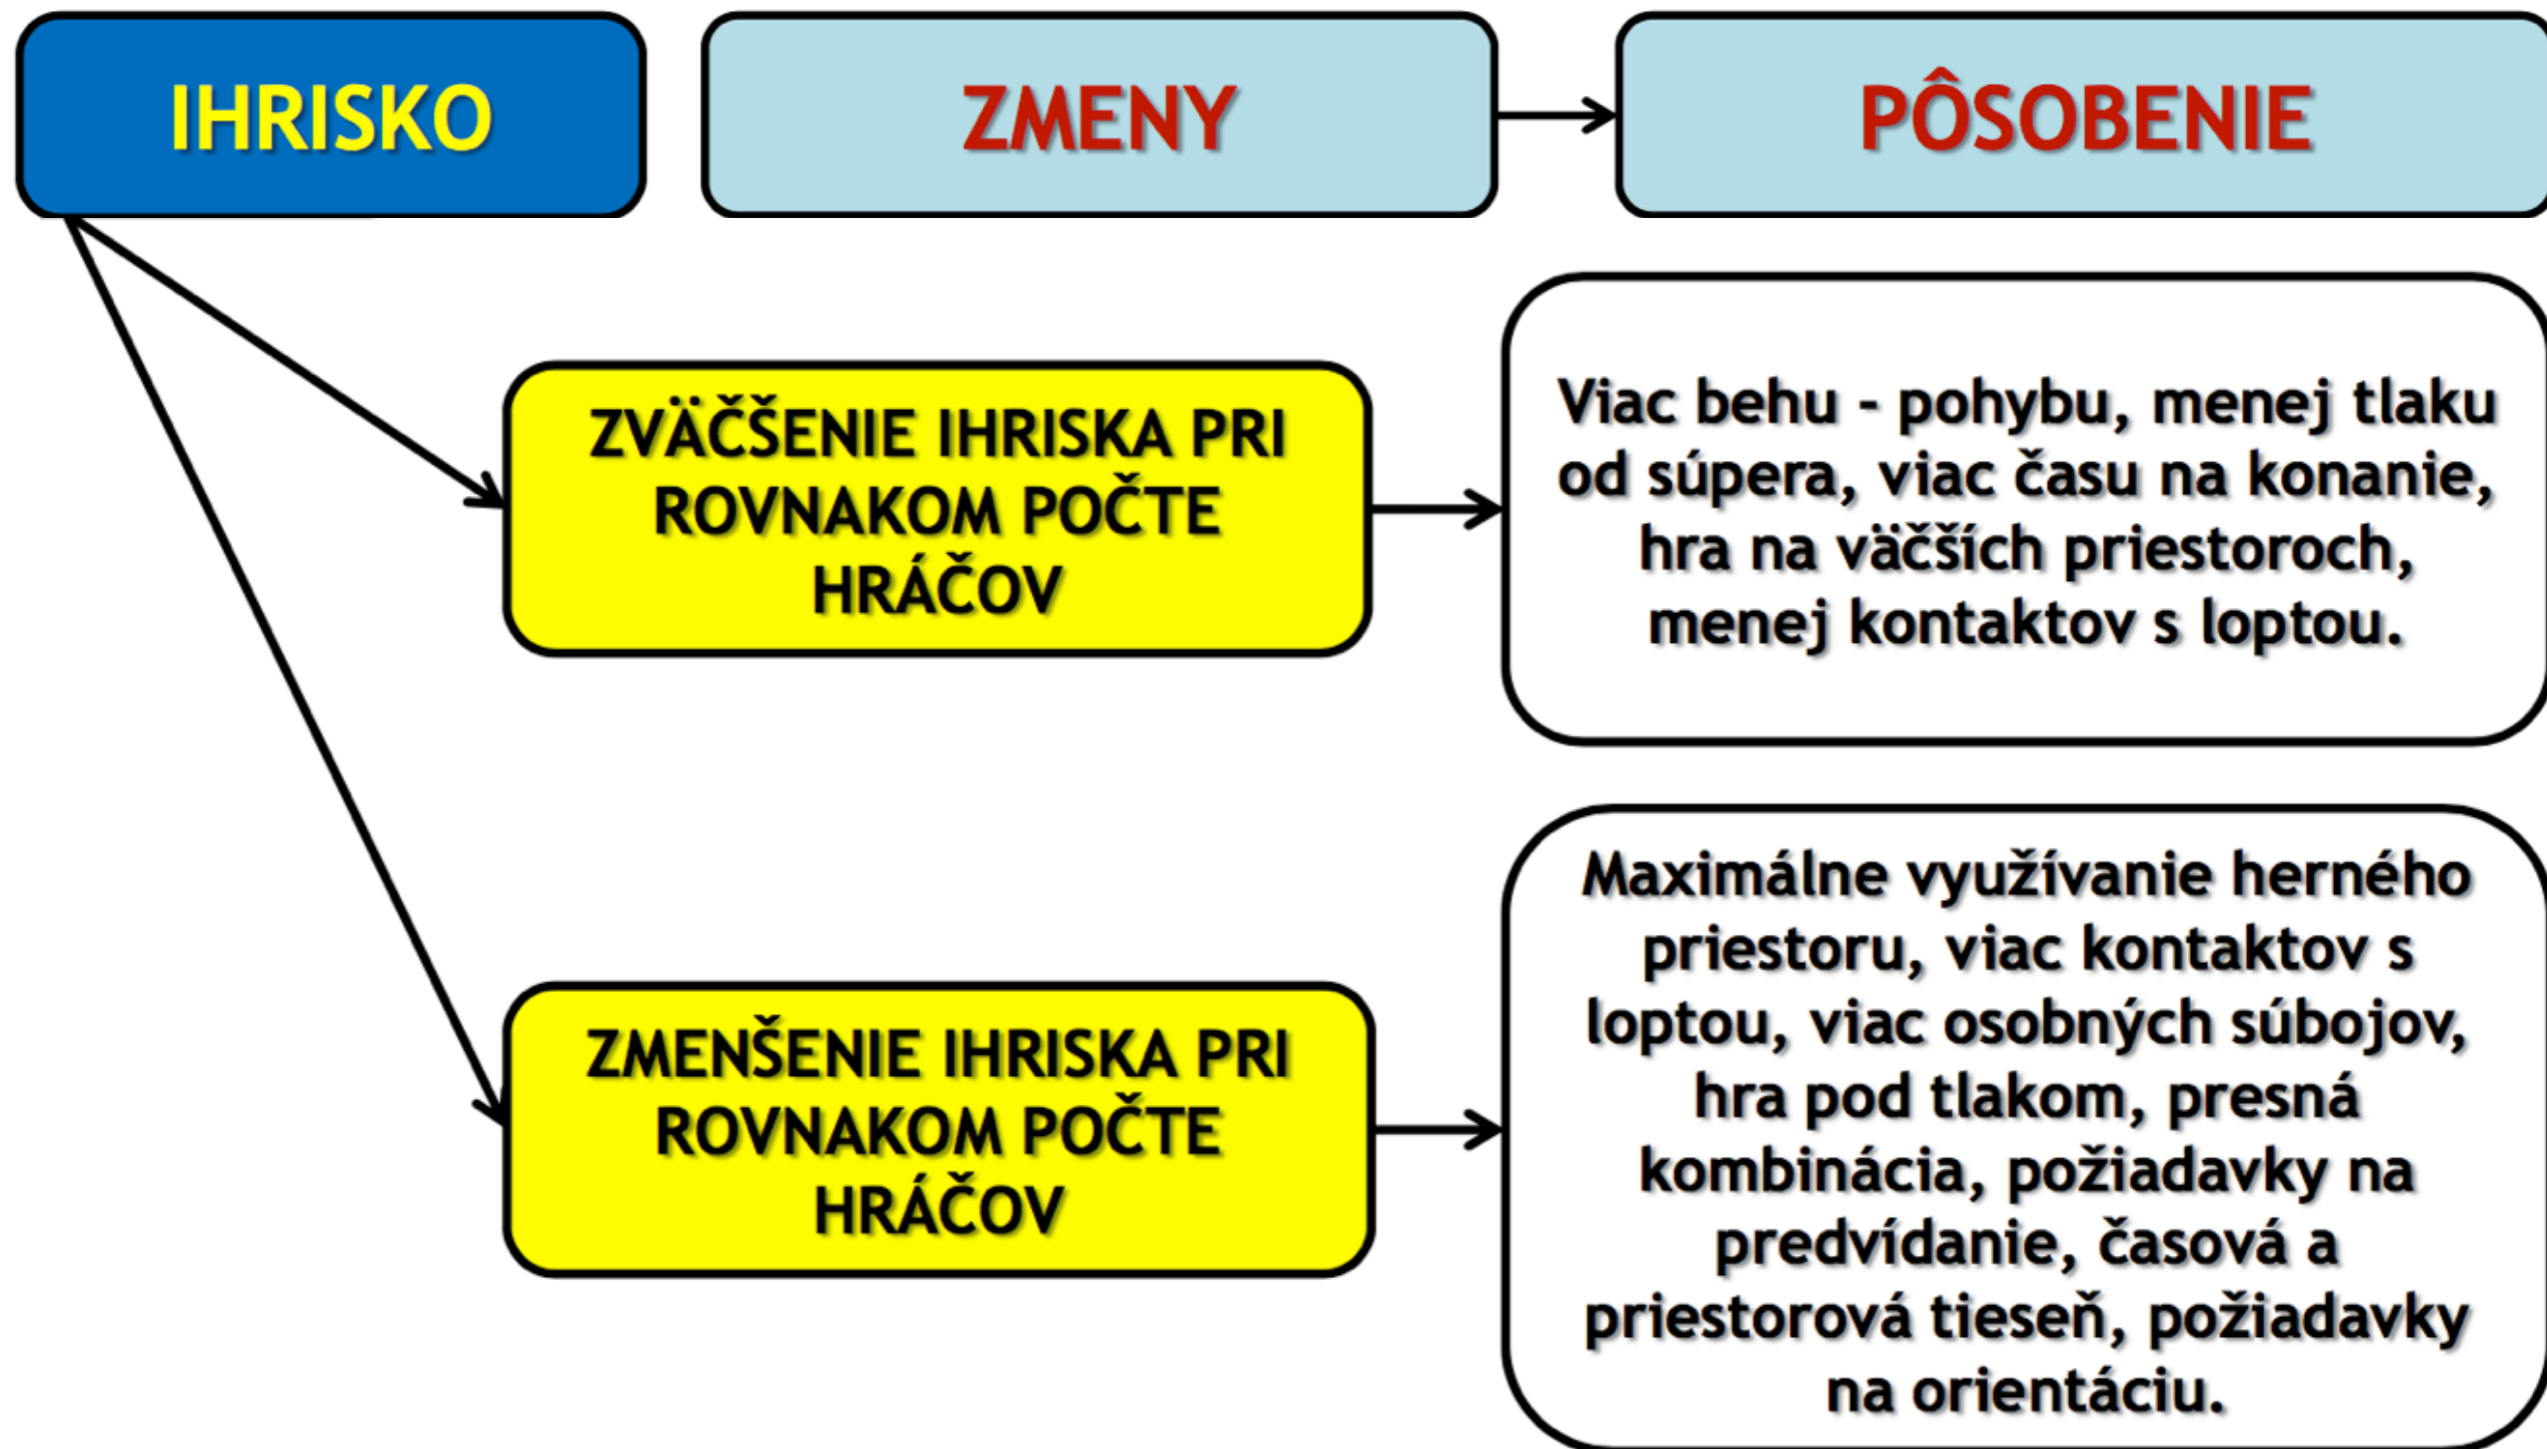 IHRISKO
ZMENY
PÔSOBENIE
ZVÄČŠENIE IHRISKA PRI
ROVNAKOM POČTE
HRÁČOV
Viac behu - pohybu, menej tlaku
od súpera, viac času na konanie,
hra na väčších priestoroch,
menej kontaktov s loptou.
ZMENŠENIE IHRISKA PRI
ROVNAKOM POČTE
HRÁČOV
Maximálne využívanie herného
priestoru, viac kontaktov s
loptou, viac osobných súbojov,
hra pod tlakom, presná
kombinácia, požiadavky na
predvídanie, časová a
priestorová tieseň, požiadavky
na orientáciu.